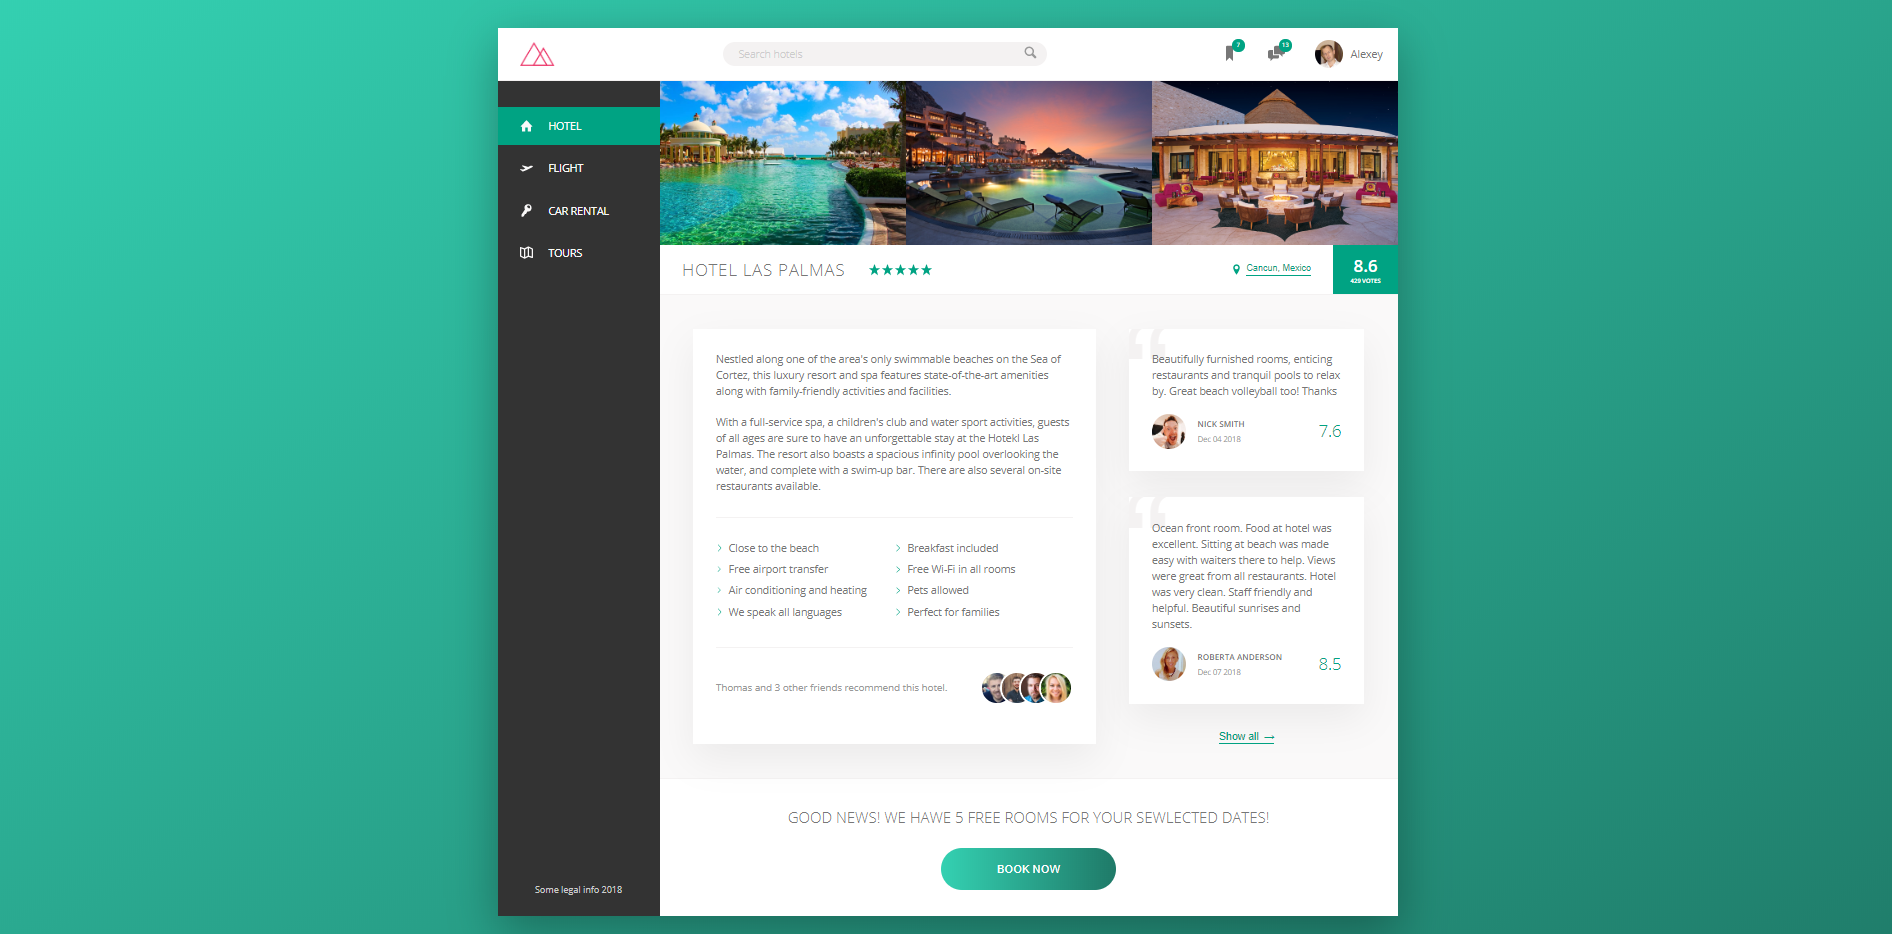 Search hotels
7
13
Alexey
HOTEL
FLIGHT
CAR RENTAL
TOURS
HOTEL LAS PALMAS
Cancun, Mexico
8.6
429 VOTES
Nestled along one of the area's only swimmable beaches on the Sea of
Cortez, this luxury resort and spa features state-of-the-art amenities
along with family-friendly activities and facilities.
With a full-service spa, a children's club and water sport activities, guests
of all ages are sure to have an unforgettable stay at the Hotekl Las
Palmas. The resort also boasts a spacious infinity pool overlooking the
water, and complete with a swim-up bar. There are also several on-site
restaurants available.
Close to the beach
Free airport transfer
Air conditioning and heating
We speak all languages
Breakfast included
Free Wi-Fi in all rooms
Pets allowed
Perfect for families
Thomas and 3 other friends recommend this hotel.
“
Beautifully furnished rooms, enticing
restaurants and tranquil pools to relax
by. Great beach volleyball too! Thanks
NICK SMITH
Dec 04 2018
7.6
“
Ocean front room. Food at hotel was
excellent. Sitting at beach was made
easy with waiters there to help. Views
were great from all restaurants. Hotel
was very clean. Staff friendly and
helpful. Beautiful sunrises and
sunsets.
ROBERTA ANDERSON
Dec 07 2018
8.5
Show all →
GOOD NEWS! WE HAWE 5 FREE ROOMS FOR YOUR SEWLECTED DATES!
BOOK NOW
Some legal info 2018